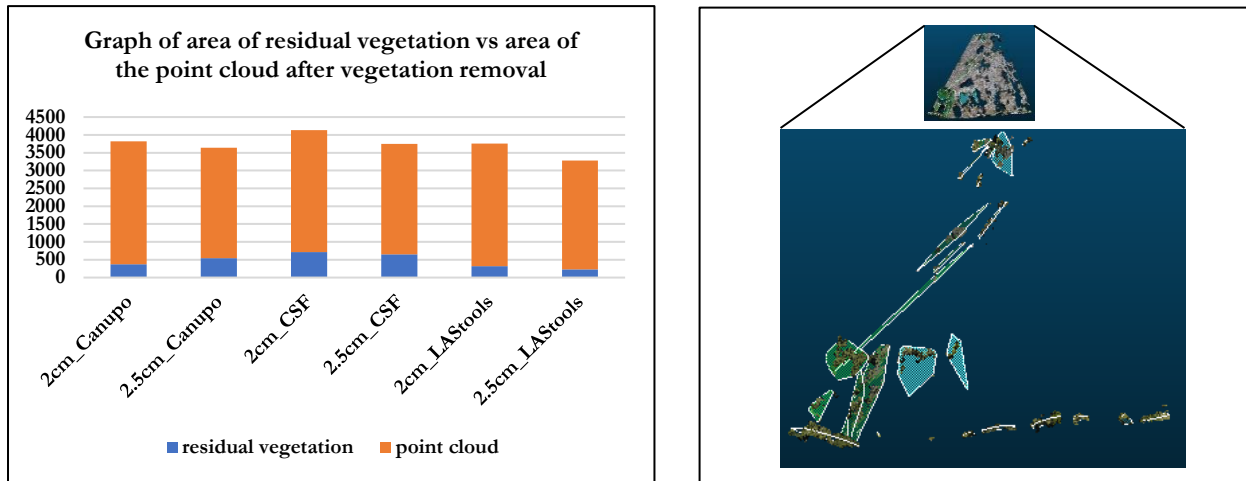 Graph of area of residual vegetation vs area of
the point cloud after vegetation removal
4500
4000
3500
3000
2500
2000
1500
1000
500
0
2cm_Canupo
2.5cm_Canupo
2cm_CSF
2.5cm_CSF
2cm_LAStools
2.5cm_LAStools
residual vegetation
point cloud